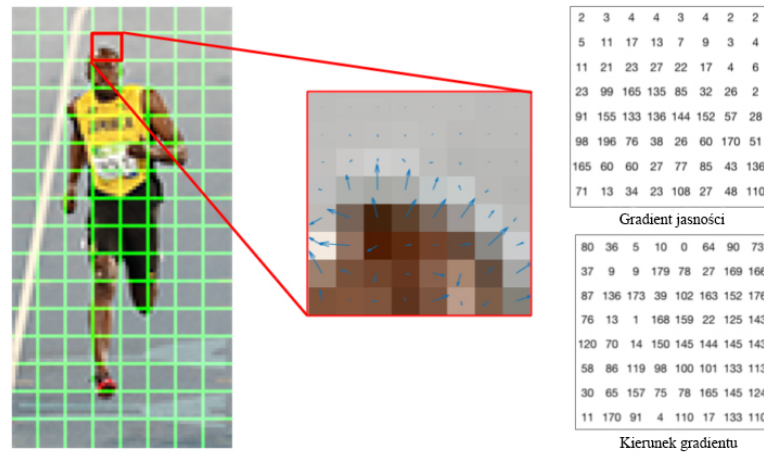 2 3 4 4 3 4 2 2
5 11 17 13 7 9 3 4
11 21 23 27 22 17 4 6
23 99 165 135 85 32 26 2
91 155 133 136 144 152 57 28
98 196 76 38 26 60 170 51
165 60 60 27 77 85 43 136
71 13 34 23 108 27 48 110
Gradient jasności
80 36 5 10 0 64 90 73
37 9 9 179 78 27 169 166
87 136 173 39 102 163 152 176
76 13 1 168 159 22 125 143
120 70 14 150 145 144 145 143
58 86 119 98 100 101 133 113
30 65 157 75 78 165 145 124
11 170 91 4 110 17 133 110
Kierunek gradientu